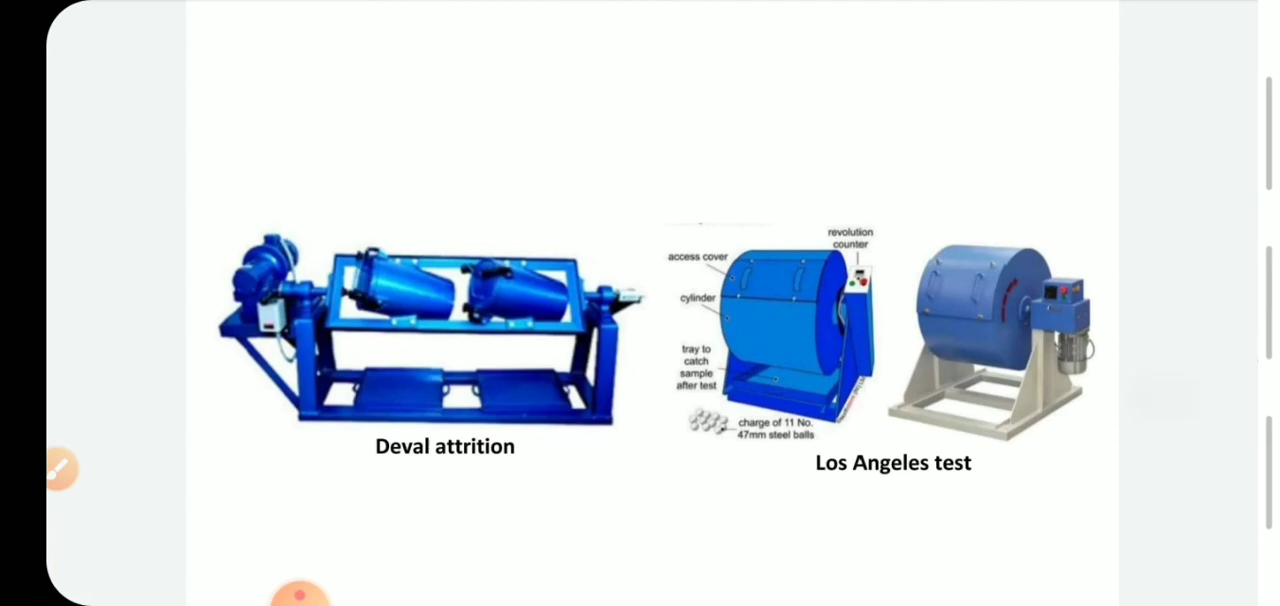 revolution
counter
access cover
cylinder
tray to
catch
sample
after test
charge of 11 No.
47mm steel balls
Deval attrition
Los Angeles test